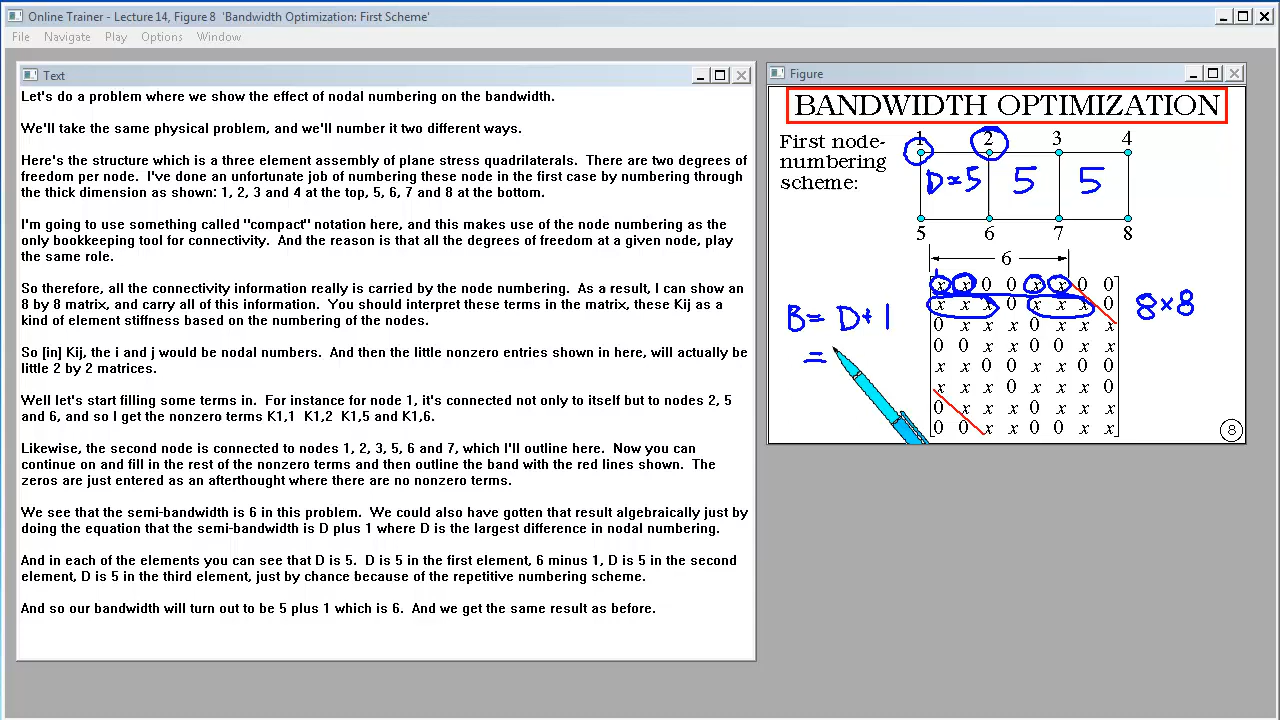 Online Trainer - Lecture 14, Figure 8 'Bandwidth Optimization: First Scheme'
File Navigate Play Options Window
Text
Let's do a problem where we show the effect of nodal numbering on the bandwidth.
We'll take the same physical problem, and we'll number it two different ways.
Here's the structure which is a three element assembly of plane stress quadrilaterals. There are two degrees of
freedom per node. I've done an unfortunate job of numbering these node in the first case by numbering through
the thick dimension as shown: 1, 2, 3 and 4 at the top, 5, 6, 7 and 8 at the bottom.
I'm going to use something called "compact" notation here, and this makes use of the node numbering as the
only bookkeeping tool for connectivity. And the reason is that all the degrees of freedom at a given node, play
the same role.
So therefore, all the connectivity information really is carried by the node numbering. As a result, I can show an
8 by 8 matrix, and carry all of this information. You should interpret these terms in the matrix, these Kij as a
kind of element stiffness based on the numbering of the nodes.
So [in] Kij, the i and j would be nodal numbers. And then the little nonzero entries shown in here, will actually be
little 2 by 2 matrices.
Well let's start filling some terms in. For instance for node 1, it's connected not only to itself but to nodes 2, 5
and 6, and so I get the nonzero terms K1,1 K1,2 K1,5 and K1,6.
Likewise, the second node is connected to nodes 1, 2, 3, 5, 6 and 7, which I'll outline here. Now you can
continue on and fill in the rest of the nonzero terms and then outline the band with the red lines shown. The
zeros are just entered as an afterthought where there are no nonzero terms.
We see that the semi-bandwidth is 6 in this problem. We could also have gotten that result algebraically just by
doing the equation that the semi-bandwidth is D plus 1 where D is the largest difference in nodal numbering.
And in each of the elements you can see that D is 5. D is 5 in the first element, 6 minus 1, D is 5 in the second
element, D is 5 in the third element, just by chance because of the repetitive numbering scheme.
And so our bandwidth will turn out to be 5 plus 1 which is 6. And we get the same result as before.
Figure
BANDWIDTH OPTIMIZATION
First node-
numbering
scheme:
1 2 3 4
D = 5 5 5
5 6 7 8
6
x x 0 0 x x 0 0
x x x 0 x x x 0
0 x x x 0 x x x
0 0 x x 0 0 x x
x x 0 0 x x 0 0
x x x 0 x x x 0
0 x x x 0 x x x
0 0 x x 0 0 x x
B = D + 1
=
8 × 8
8